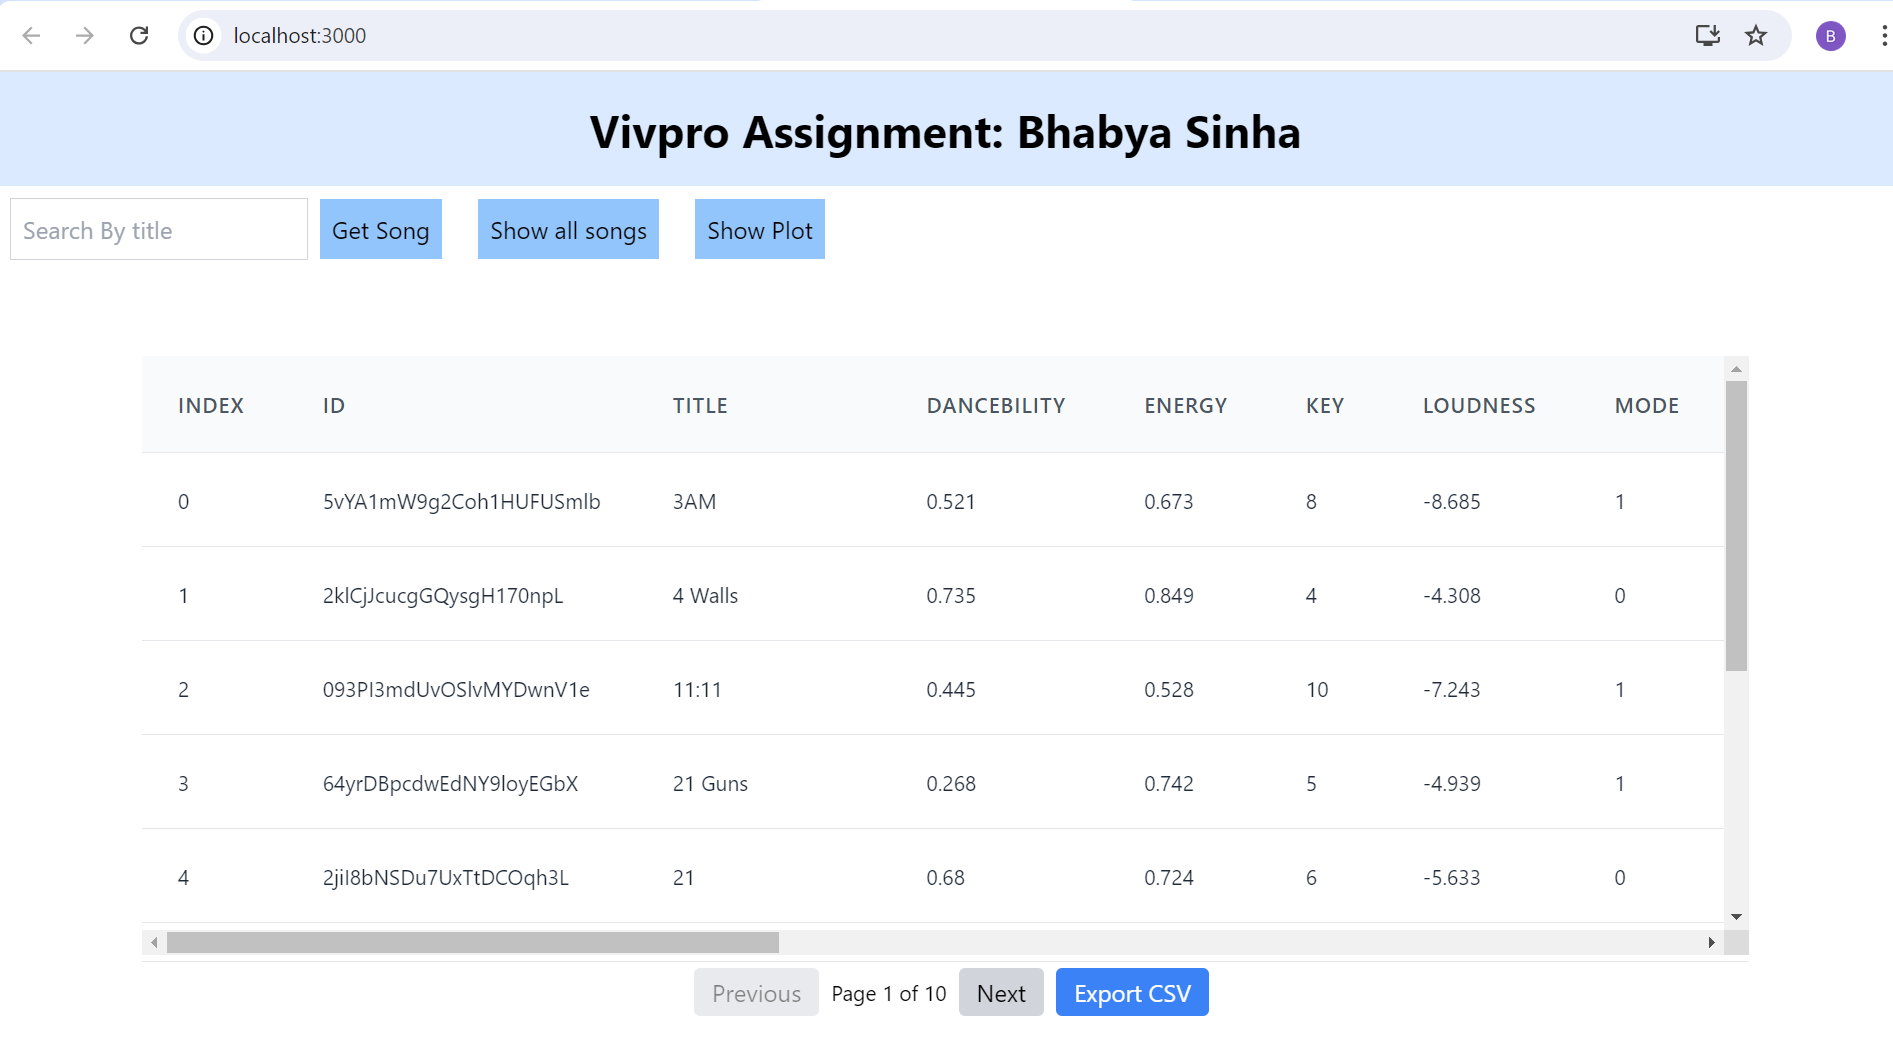 localhost:3000
B
Vivpro Assignment: Bhabya Sinha
Search By title Get Song Show all songs Show Plot
INDEX ID TITLE DANCEBILITY ENERGY KEY LOUDNESS MODE
0 5vYA1mW9g2Coh1HUFUSmlb 3AM 0.521 0.673 8 -8.685 1
1 2klCjJcucgGQysgH170npL 4 Walls 0.735 0.849 4 -4.308 0
2 093PI3mdUvOSlvMYDwnV1e 11:11 0.445 0.528 10 -7.243 1
3 64yrDBpcdwEdNY9loyEGbX 21 Guns 0.268 0.742 5 -4.939 1
4 2jiI8bNSDu7UxTtDCOqh3L 21 0.68 0.724 6 -5.633 0
Previous Page 1 of 10 Next Export CSV